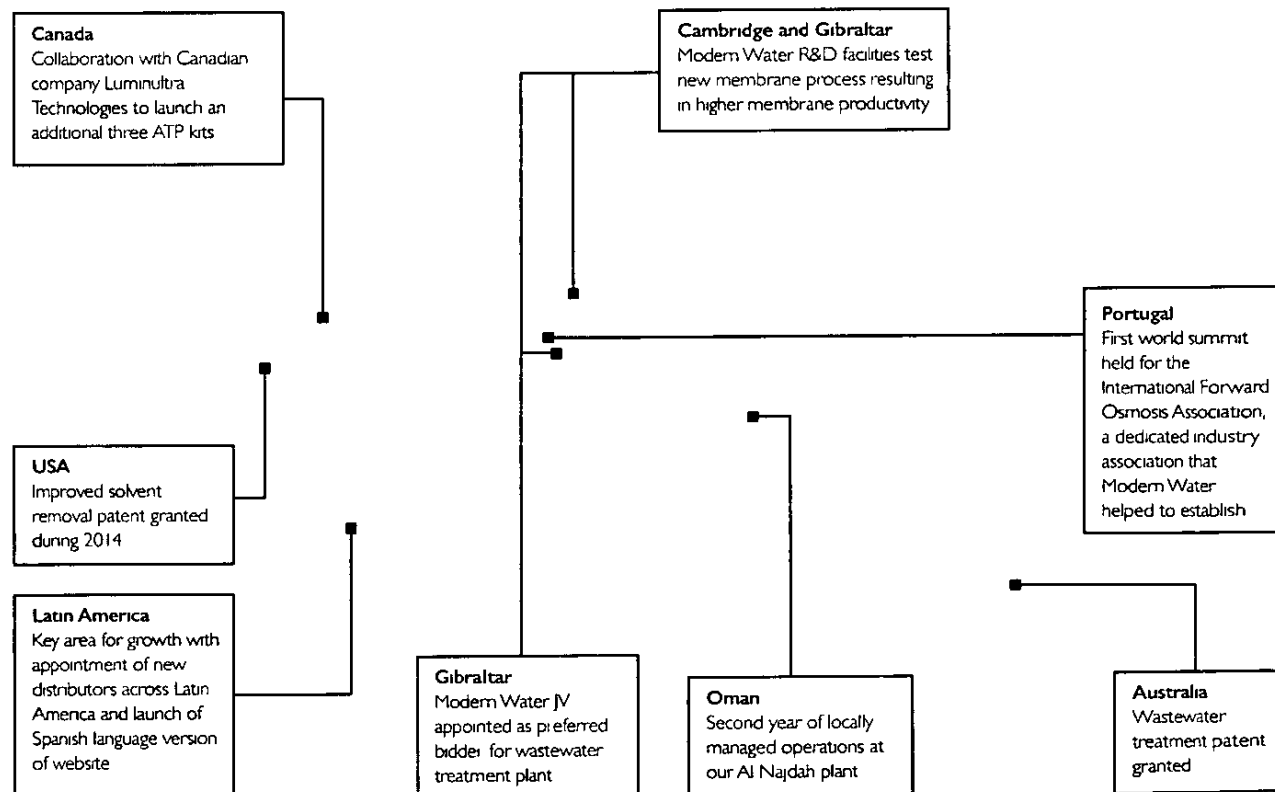 Canada
Collaboration with Canadian
company Luminultra
Technologies to launch an
additional three ATP kits
Cambridge and Gibraltar
Modern Water R&D facilities test
new membrane process resulting
in higher membrane productivity
Portugal
First world summit
held for the
International Forward
Osmosis Association,
a dedicated industry
association that
Modern Water
helped to establish
USA
Improved solvent
removal patent granted
during 2014
Latin America
Key area for growth with
appointment of new
distributors across Latin
America and launch of
Spanish language version
of website
Gibraltar
Modern Water JV
appointed as preferred
bidder for wastewater
treatment plant
Oman
Second year of locally
managed operations at
our Al Najdah plant
Australia
Wastewater
treatment patent
granted